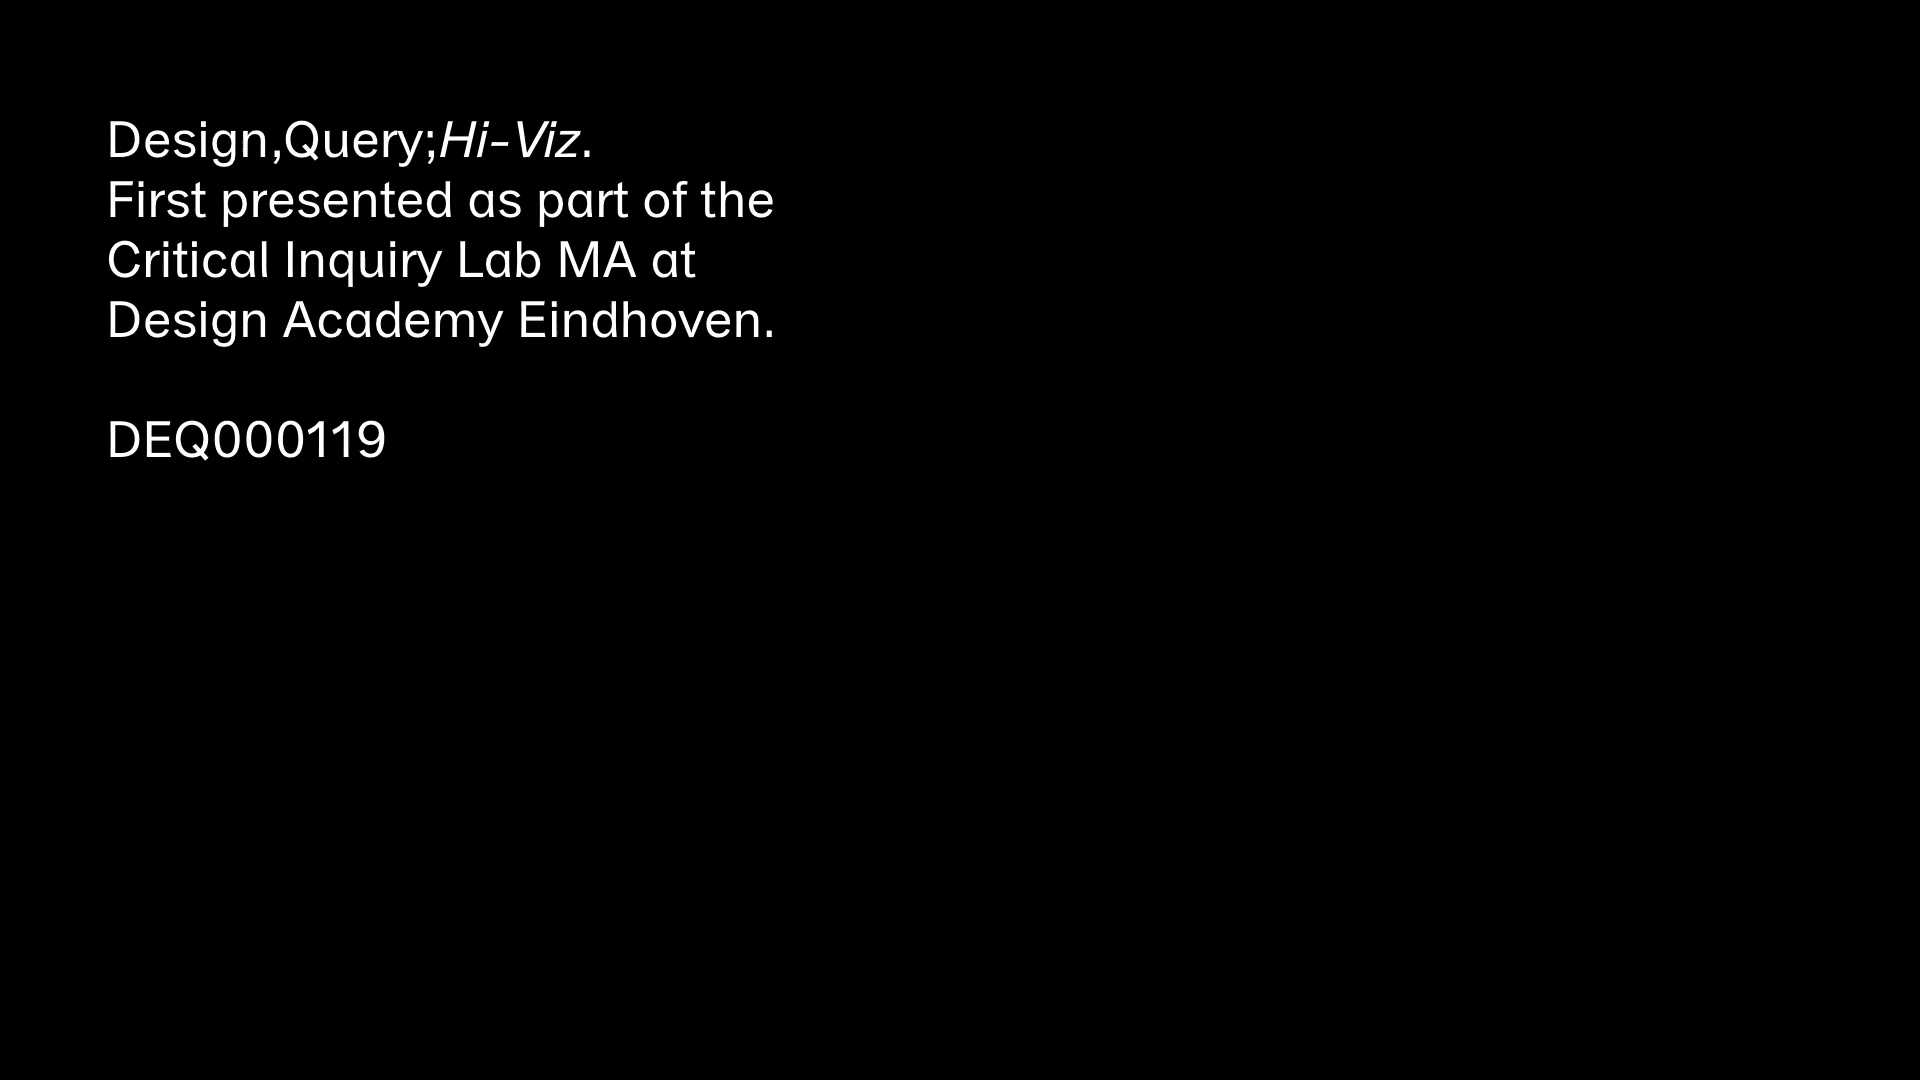 Design,Query;Hi-Viz.
First presented as part of the
Critical Inquiry Lab MA at
Design Academy Eindhoven.
DEQ000119